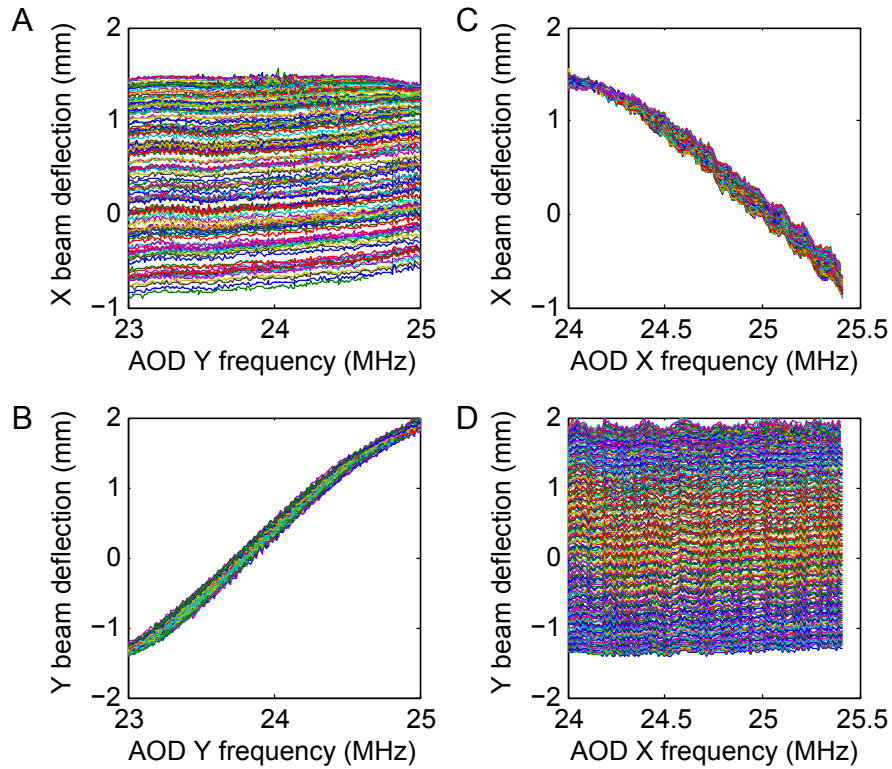 A
X beam deflection (mm)
2
1
0
−1
23
24
25
AOD Y frequency (MHz)
C
X beam deflection (mm)
2
1
0
−1
24
24.5
25
25.5
AOD X frequency (MHz)
B
Y beam deflection (mm)
2
1
0
−1
−2
23
24
25
AOD Y frequency (MHz)
D
Y beam deflection (mm)
2
1
0
−1
−2
24
24.5
25
25.5
AOD X frequency (MHz)